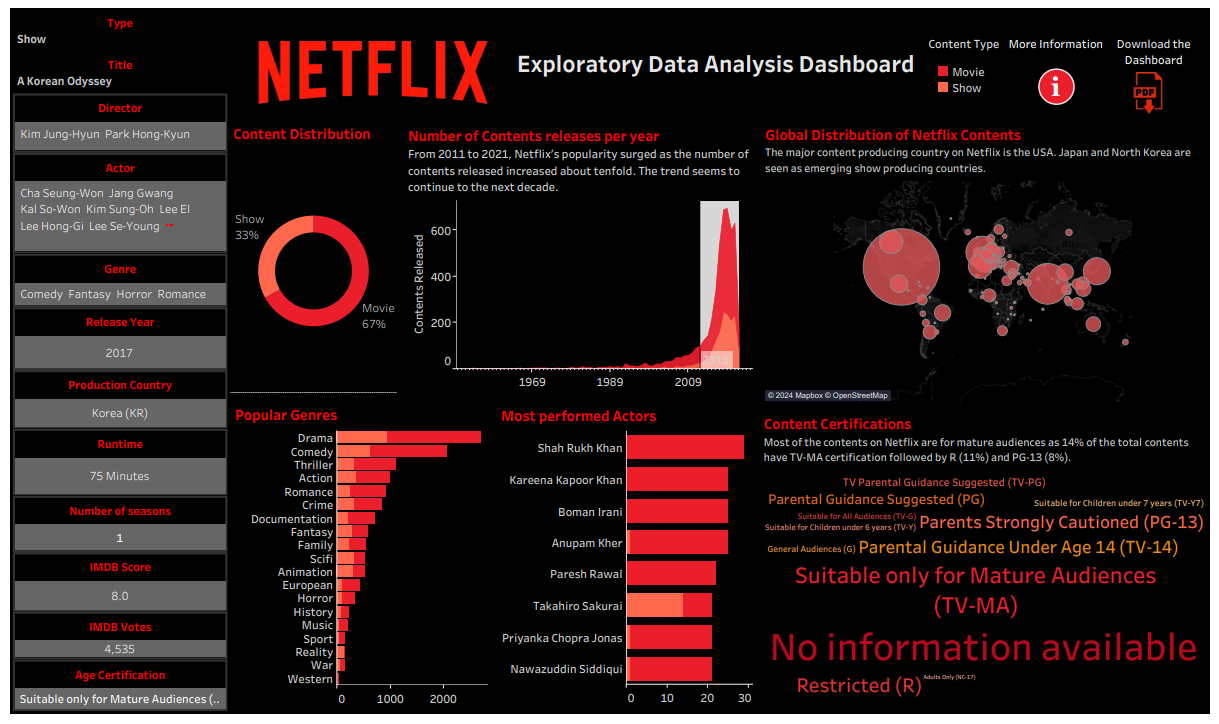 Type
Show
Title
A Korean Odyssey
Director
Kim Jung-Hyun Park Hong-Kyun
Actor
Cha Seung-Won Jang Gwang
Kal So-Won Kim Sung-Oh Lee El
Lee Hong-Gi Lee Se-Young
Genre
Comedy Fantasy Horror Romance
Release Year
2017
Production Country
Korea (KR)
Runtime
75 Minutes
Number of seasons
1
IMDB Score
8.0
IMDB Votes
4,535
Age Certification
Suitable only for Mature Audiences (..
NETFLIX
Exploratory Data Analysis Dashboard
Content Type
Movie
Show
More Information
i
Download the
Dashboard
PDF
Content Distribution
Show
33%
Movie
67%
Number of Contents releases per year
From 2011 to 2021, Netflix's popularity surged as the number of
contents released increased about tenfold. The trend seems to
continue to the next decade.
Contents Released
600
400
200
0
2011
1969
1989
2009
Global Distribution of Netflix Contents
The major content producing country on Netflix is the USA. Japan and North Korea are
seen as emerging show producing countries.
RU
© 2024 Mapbox © OpenStreetMap
Popular Genres
Drama
Comedy
Thriller
Action
Romance
Crime
Documentation
Fantasy
Family
Scifi
Animation
European
Horror
History
Music
Sport
Reality
War
Western
0
1000
2000
Most performed Actors
Shah Rukh Khan
Kareena Kapoor Khan
Boman Irani
Anupam Kher
Paresh Rawal
Takahiro Sakurai
Priyanka Chopra Jonas
Nawazuddin Siddiqui
0
10
20
30
Content Certifications
Most of the contents on Netflix are for mature audiences as 14% of the total contents
have TV-MA certification followed by R (11%) and PG-13 (8%).
TV Parental Guidance Suggested (TV-PG)
Parental Guidance Suggested (PG)
Suitable for Children under 7 years (TV-Y7)
Suitable for All Audiences (TV-G)
Suitable for Children under 6 years (TV-Y)
Parents Strongly Cautioned (PG-13)
General Audiences (G)
Parental Guidance Under Age 14 (TV-14)
Suitable only for Mature Audiences
(TV-MA)
No information available
Restricted (R)
Adults Only (NC-17)